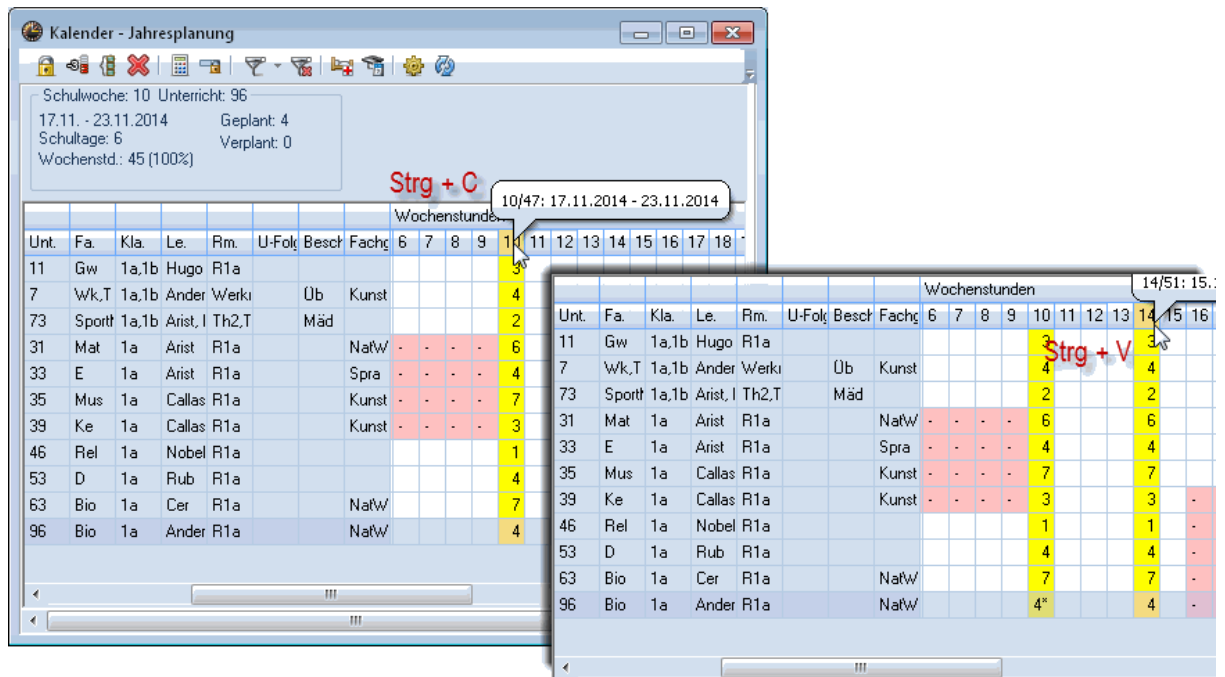 Kalender - Jahresplanung
Schulwoche: 10 Unterricht: 96
17.11. - 23.11.2014 Geplant: 4
Schultage: 6 Verplant: 0
Wochenstd.: 45 (100%)
Strg + C
10/47: 17.11.2014 - 23.11.2014
Wochenstunden
Unt. Fa. Kla. Le. Rm. U-Folg Besch Fachg 6 7 8 9 10 11 12 13 14 15 16 17 18
11 Gw 1a,1b Hugo R1a 3
7 Wk,T 1a,1b Ander Werkr Üb Kunst 4
73 Sporth 1a,1b Arist, I Th2,T Mäd 2
31 Mat 1a Arist R1a NatW - - - - 6
33 E 1a Arist R1a Spra - - - - 4
35 Mus 1a Callas R1a Kunst - - - - 7
39 Ke 1a Callas R1a Kunst - - - - 3
46 Rel 1a Nobel R1a 1
53 D 1a Rub R1a 4
63 Bio 1a Cer R1a NatW 7
96 Bio 1a Ander R1a NatW 4
14/51: 15.1
Wochenstunden
Unt. Fa. Kla. Le. Rm. U-Folg Besch Fachg 6 7 8 9 10 11 12 13 14 15 16
11 Gw 1a,1b Hugo R1a 3 3
Strg + V
7 Wk,T 1a,1b Ander Werkr Üb Kunst 4 4
73 Sporth 1a,1b Arist, I Th2,T Mäd 2 2
31 Mat 1a Arist R1a NatW - - - - 6 6
33 E 1a Arist R1a Spra - - - - 4 4
35 Mus 1a Callas R1a Kunst - - - - 7 7
39 Ke 1a Callas R1a Kunst - - - - 3 3 -
46 Rel 1a Nobel R1a 1 1 -
53 D 1a Rub R1a 4 4 -
63 Bio 1a Cer R1a NatW 7 7 -
96 Bio 1a Ander R1a NatW 4* 4 -